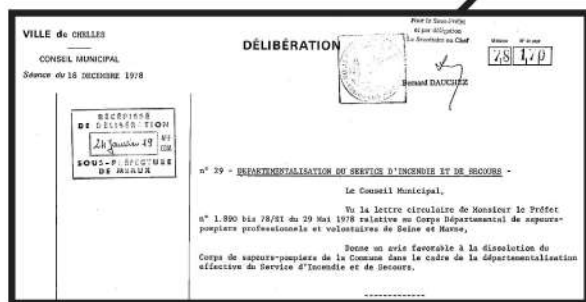 VILLE de CHELLES
CONSEIL MUNICIPAL
Séance du 18 DECEMBRE 1978
DÉLIBÉRATION
Pour le Sous-Préfet
et par délégation
Le Secrétaire en Chef
Bernard DAUCHEZ
78 170
RÉCÉPISSÉ
DE DÉLIBÉRATION
24 Janvier 79
SOUS-PRÉFECTURE
DE MEAUX
n° 29 - DEPARTEMENTALISATION DU SERVICE D'INCENDIE ET DE SECOURS -
Le Conseil Municipal,
Vu la lettre circulaire de Monsieur le Préfet
n° 1.890 bis 78/SI du 29 Mai 1978 relative au Corps Départemental de sapeurs-
pompiers professionnels et volontaires de Seine et Marne,
Donne un avis favorable à la dissolution du
Corps de sapeurs-pompiers de la Commune dans le cadre de la départementalisation
effective du Service d'Incendie et de Secours.